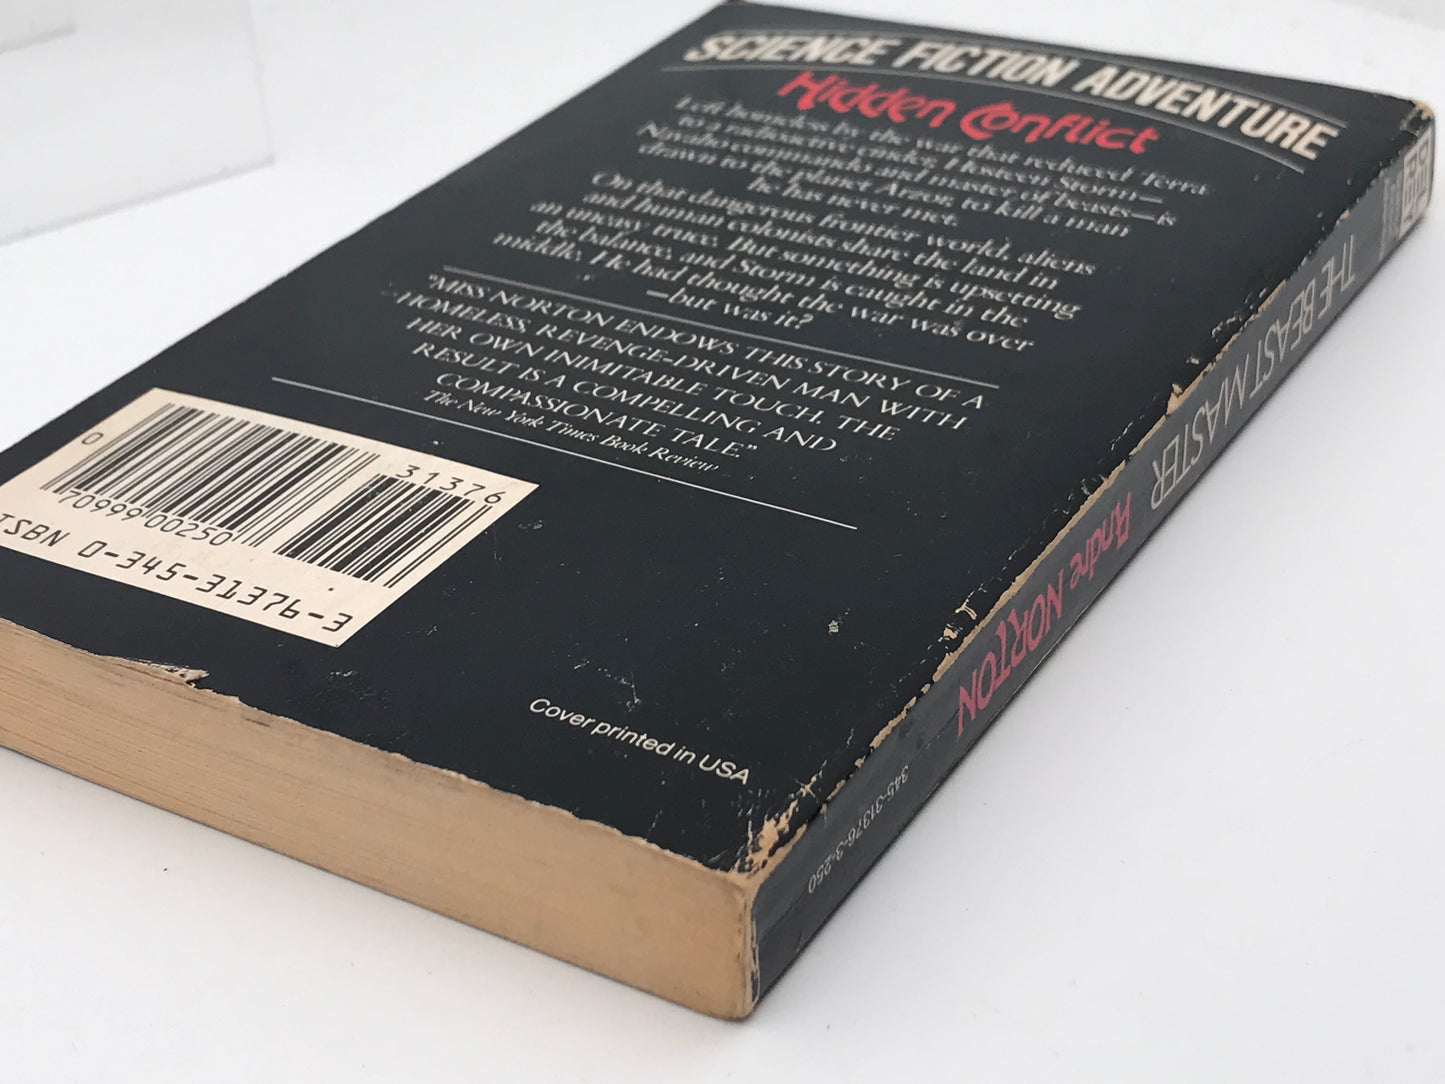 SCIENCE FICTION ADVENTURE
Hidden Conflict
Left homeless by the war that reduced Terra
to a radioactive cinder, Hosteen Storm—
Navaho commando and master of beasts—is
drawn to the planet Arzor, to kill a man
he has never met.
On that dangerous frontier world, aliens
and human colonists share the land in
an uneasy truce. But something is upsetting
the balance, and Storm is caught in the
middle. He had thought the war was over
—but was it?
"MISS NORTON ENDOWS THIS STORY OF A
HOMELESS, REVENGE-DRIVEN MAN WITH
HER OWN INIMITABLE TOUCH. THE
RESULT IS A COMPELLING AND
COMPASSIONATE TALE."
The New York Times Book Review
0
31376
70999 00250
ISBN 0-345-31376-3
Cover printed in USA
THE BEAST MASTER
Andre NORTON
345-31376-3-250